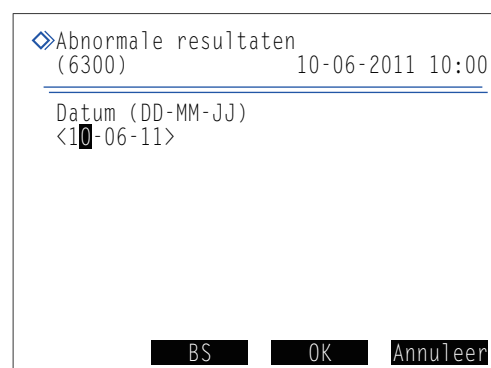 Abnormale resultaten
(6300) 10-06-2011 10:00
Datum (DD-MM-JJ)
<10-06-11>
BS OK Annuleer